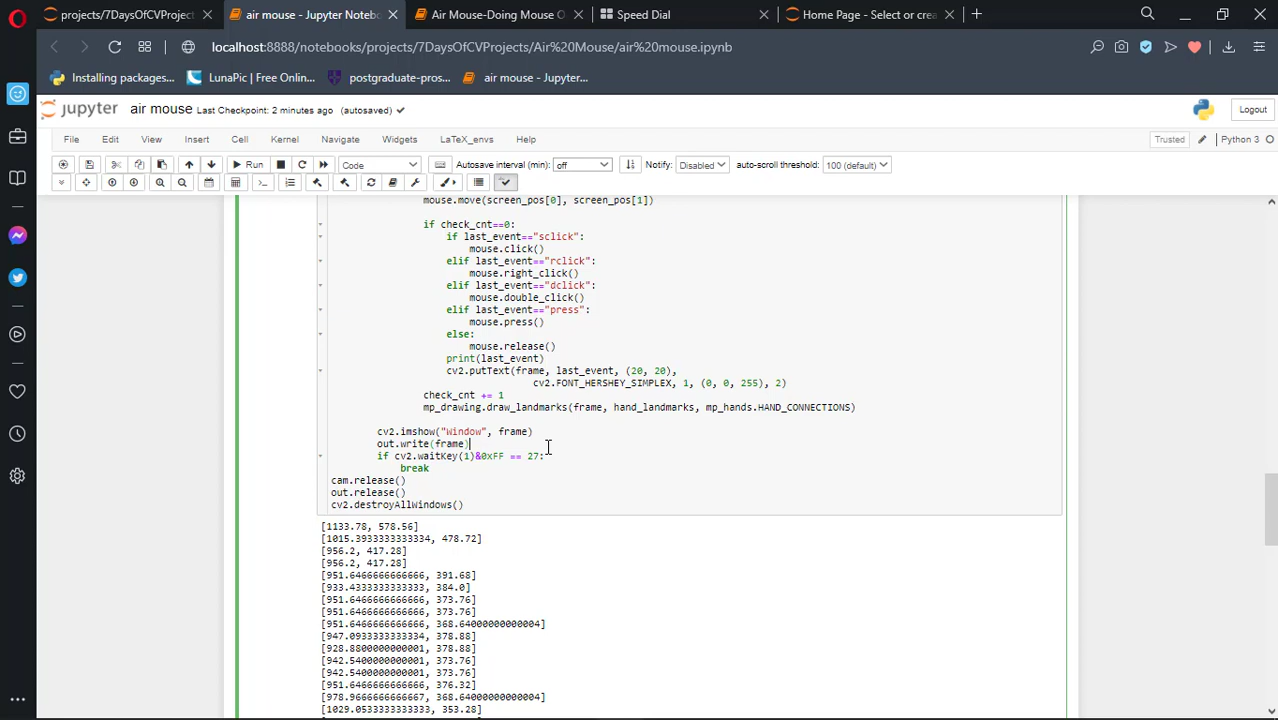 projects/7DaysOfCVProject
air mouse - Jupyter Notebo
Air Mouse-Doing Mouse O
Speed Dial
Home Page - Select or crea
localhost:8888/notebooks/projects/7DaysOfCVProjects/Air%20Mouse/air%20mouse.ipynb
Installing packages...
LunaPic | Free Onlin...
postgraduate-pros...
air mouse - Jupyter...
jupyter air mouse Last Checkpoint: 2 minutes ago (autosaved)
Logout
File Edit View Insert Cell Kernel Navigate Widgets LaTeX_envs Help
Trusted
Python 3
Run Code Autosave interval (min): off Notify: Disabled auto-scroll threshold: 100 (default)
mouse.move(screen_pos[0], screen_pos[1])
if check_cnt==0:
if last_event=="sclick":
mouse.click()
elif last_event=="rclick":
mouse.right_click()
elif last_event=="dclick":
mouse.double_click()
elif last_event=="press":
mouse.press()
else:
mouse.release()
print(last_event)
cv2.putText(frame, last_event, (20, 20),
cv2.FONT_HERSHEY_SIMPLEX, 1, (0, 0, 255), 2)
check_cnt += 1
mp_drawing.draw_landmarks(frame, hand_landmarks, mp_hands.HAND_CONNECTIONS)
cv2.imshow("Window", frame)
out.write(frame)
if cv2.waitKey(1)&0xFF == 27:
break
cam.release()
out.release()
cv2.destroyAllWindows()
[1133.78, 578.56]
[1015.3933333333334, 478.72]
[956.2, 417.28]
[956.2, 417.28]
[951.6466666666666, 391.68]
[933.4333333333333, 384.0]
[951.6466666666666, 373.76]
[951.6466666666666, 373.76]
[951.6466666666666, 368.64000000000004]
[947.0933333333334, 378.88]
[928.8800000000001, 378.88]
[942.5400000000001, 373.76]
[942.5400000000001, 373.76]
[951.6466666666666, 376.32]
[978.9666666666667, 368.64000000000004]
[1029.0533333333333, 353.28]